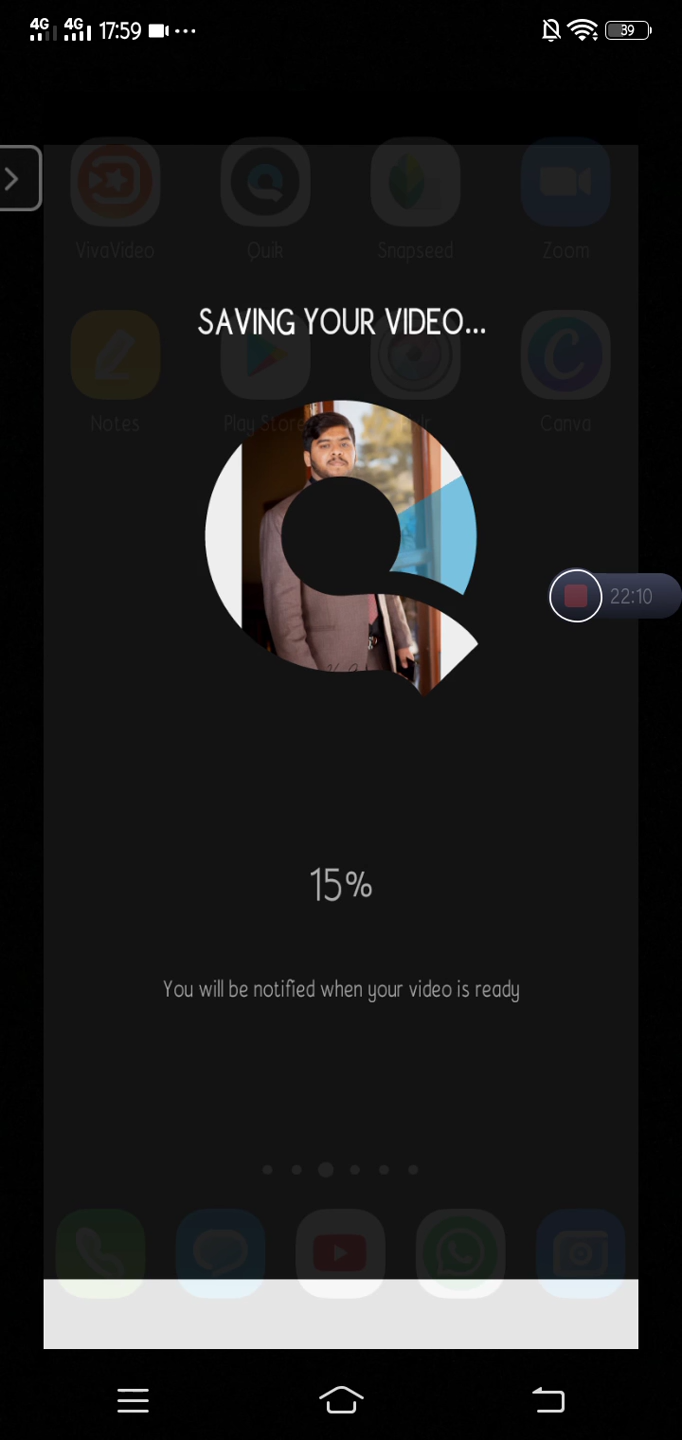 4G 4G 17:59 39
VivaVideo Quik Snapseed Zoom
SAVING YOUR VIDEO...
Notes Play Store Canva
22:10
15%
You will be notified when your video is ready